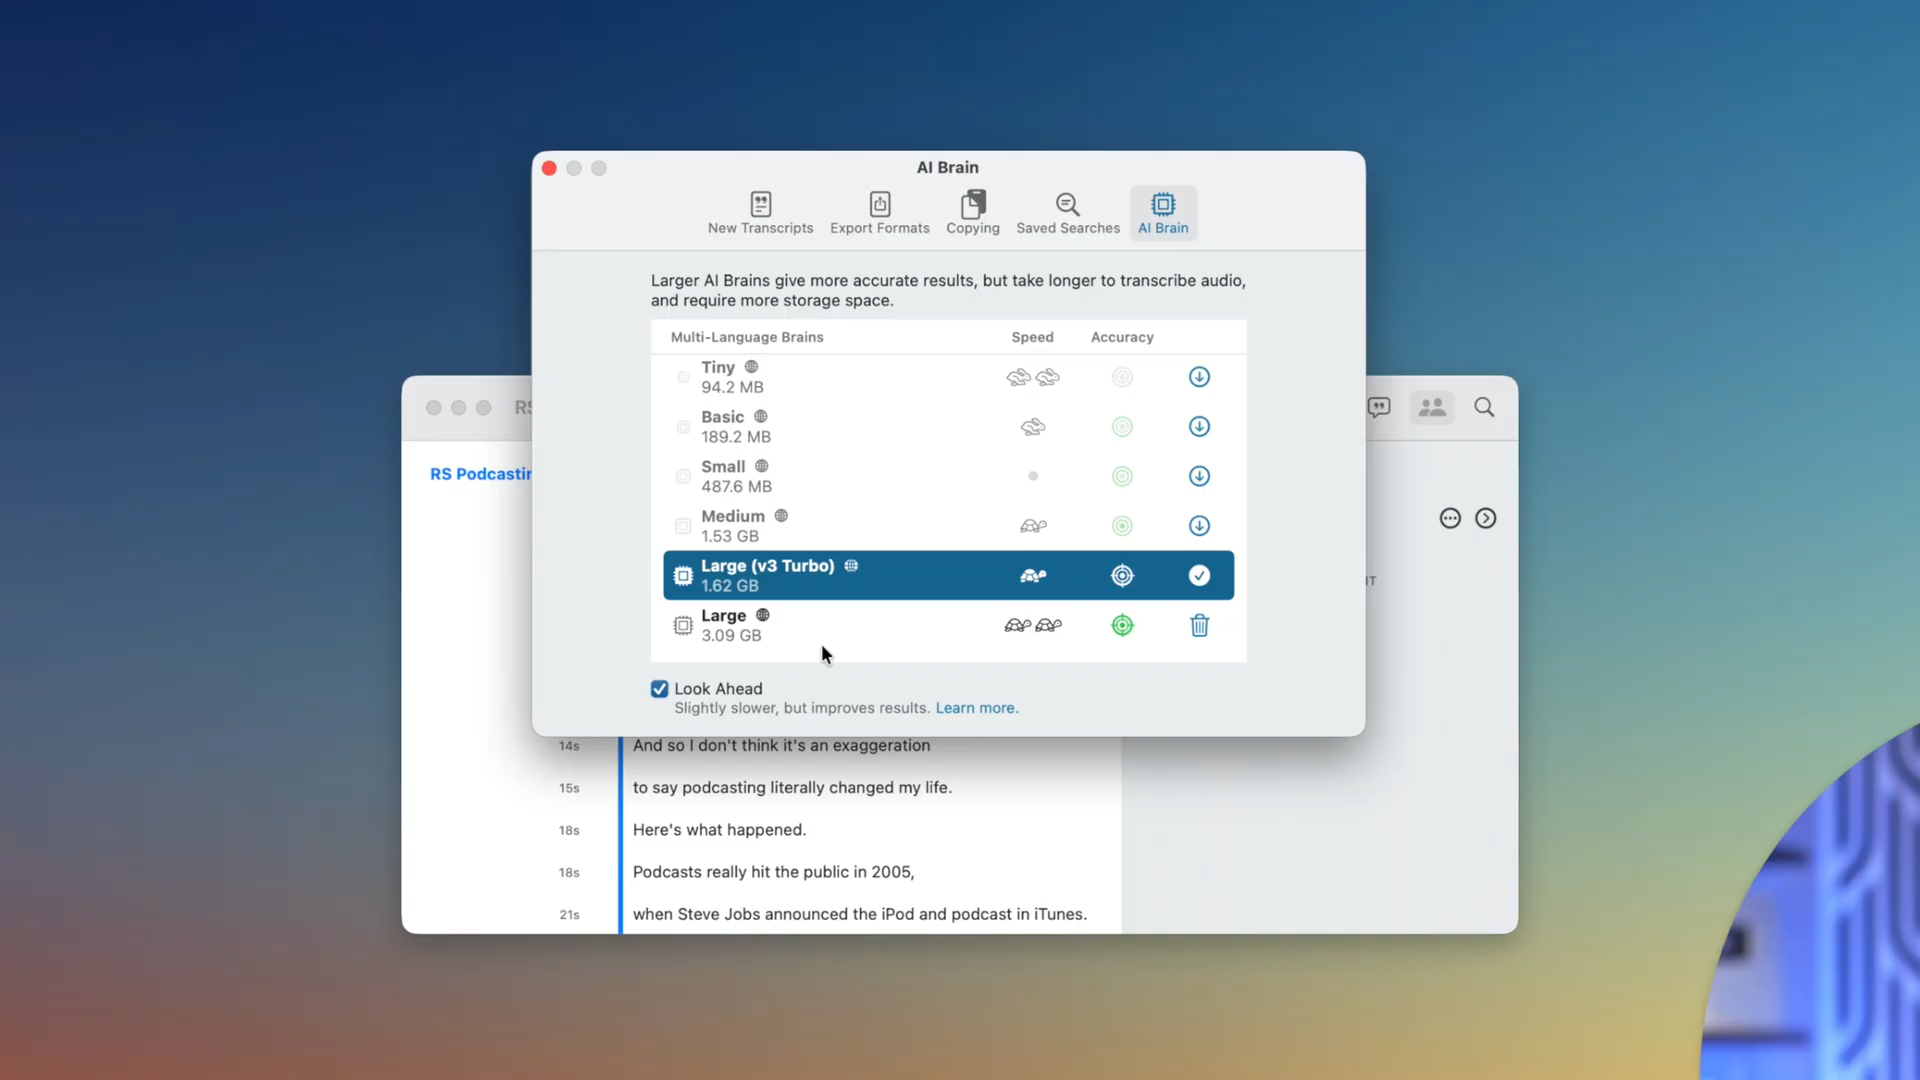 AI Brain
New Transcripts
Export Formats
Copying
Saved Searches
AI Brain
Larger AI Brains give more accurate results, but take longer to transcribe audio,
and require more storage space.
Multi-Language Brains Speed Accuracy
Tiny
94.2 MB
Basic
189.2 MB
Small
487.6 MB
Medium
1.53 GB
Large (v3 Turbo)
1.62 GB
Large
3.09 GB
Look Ahead
Slightly slower, but improves results. Learn more.
RS
RS
14s And so I don't think it's an exaggeration
15s to say podcasting literally changed my life.
18s Here's what happened.
18s Podcasts really hit the public in 2005,
21s when Steve Jobs announced the iPod and podcast in iTunes.